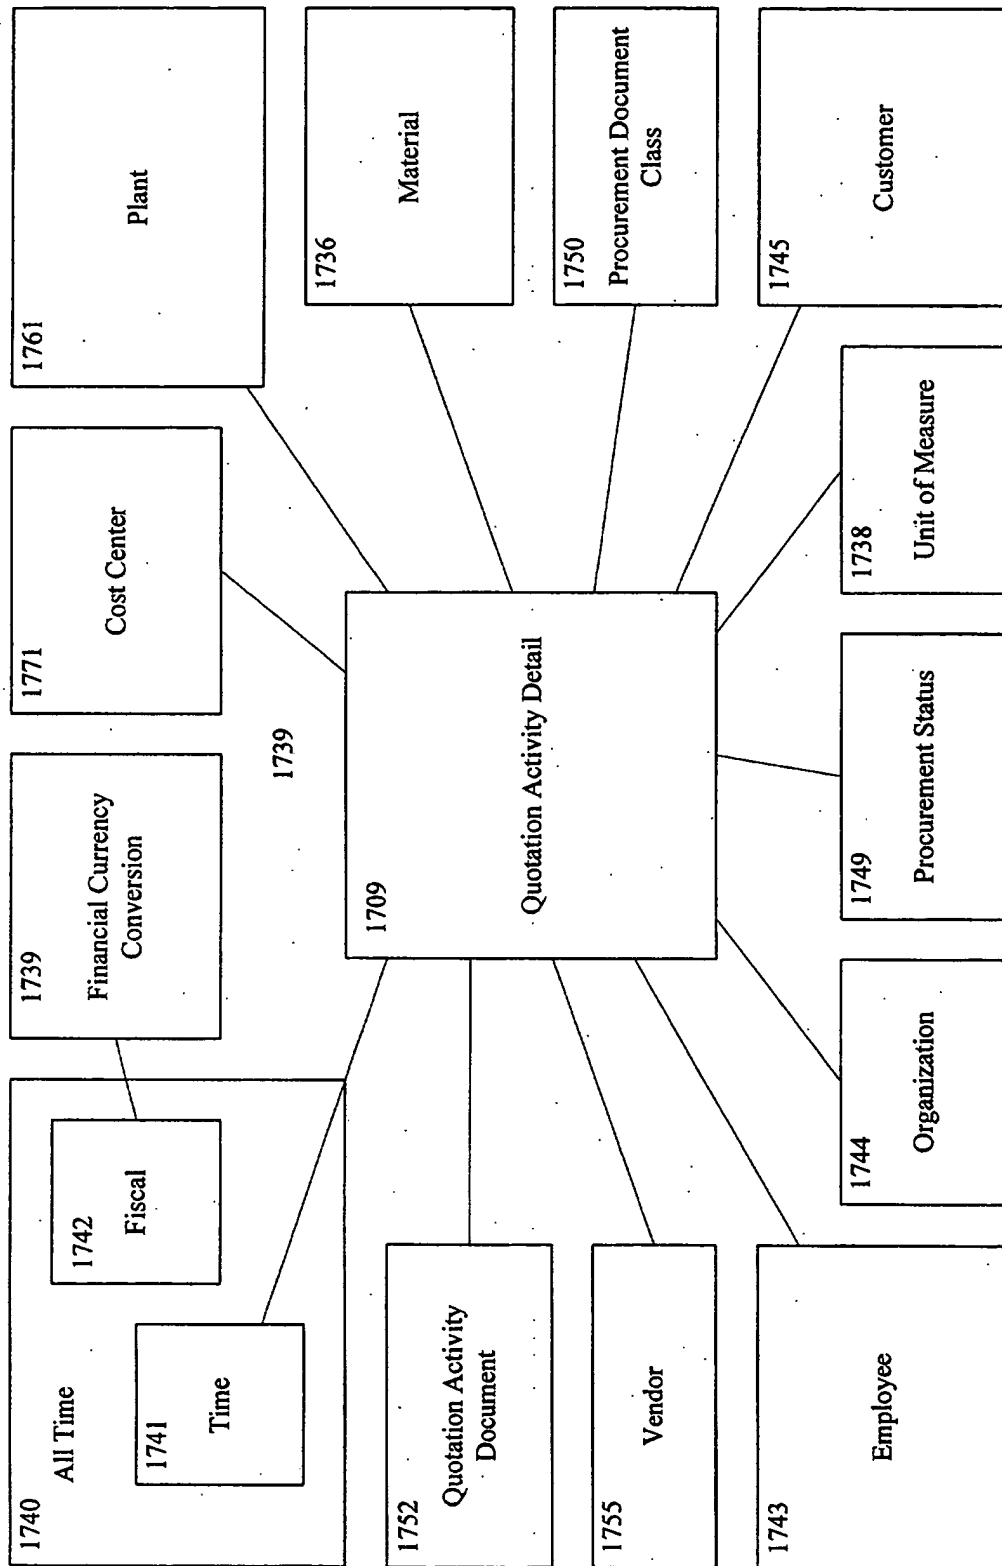 1740
All Time
1742
Fiscal
1741
Time
1739
Financial Currency
Conversion
1771
Cost Center
1761
Plant
1739
1752
Quotation Activity
Document
1709
Quotation Activity Detail
1736
Material
1755
Vendor
1750
Procurement Document
Class
1743
Employee
1744
Organization
1749
Procurement Status
1738
Unit of Measure
1745
Customer